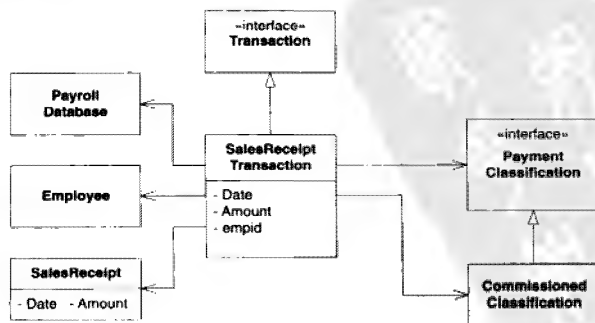 «interface»
Transaction
Payroll
Database
SalesReceipt
Transaction
- Date
- Amount
- empid
«interface»
Payment
Classification
Employee
SalesReceipt
- Date - Amount
Commissioned
Classification